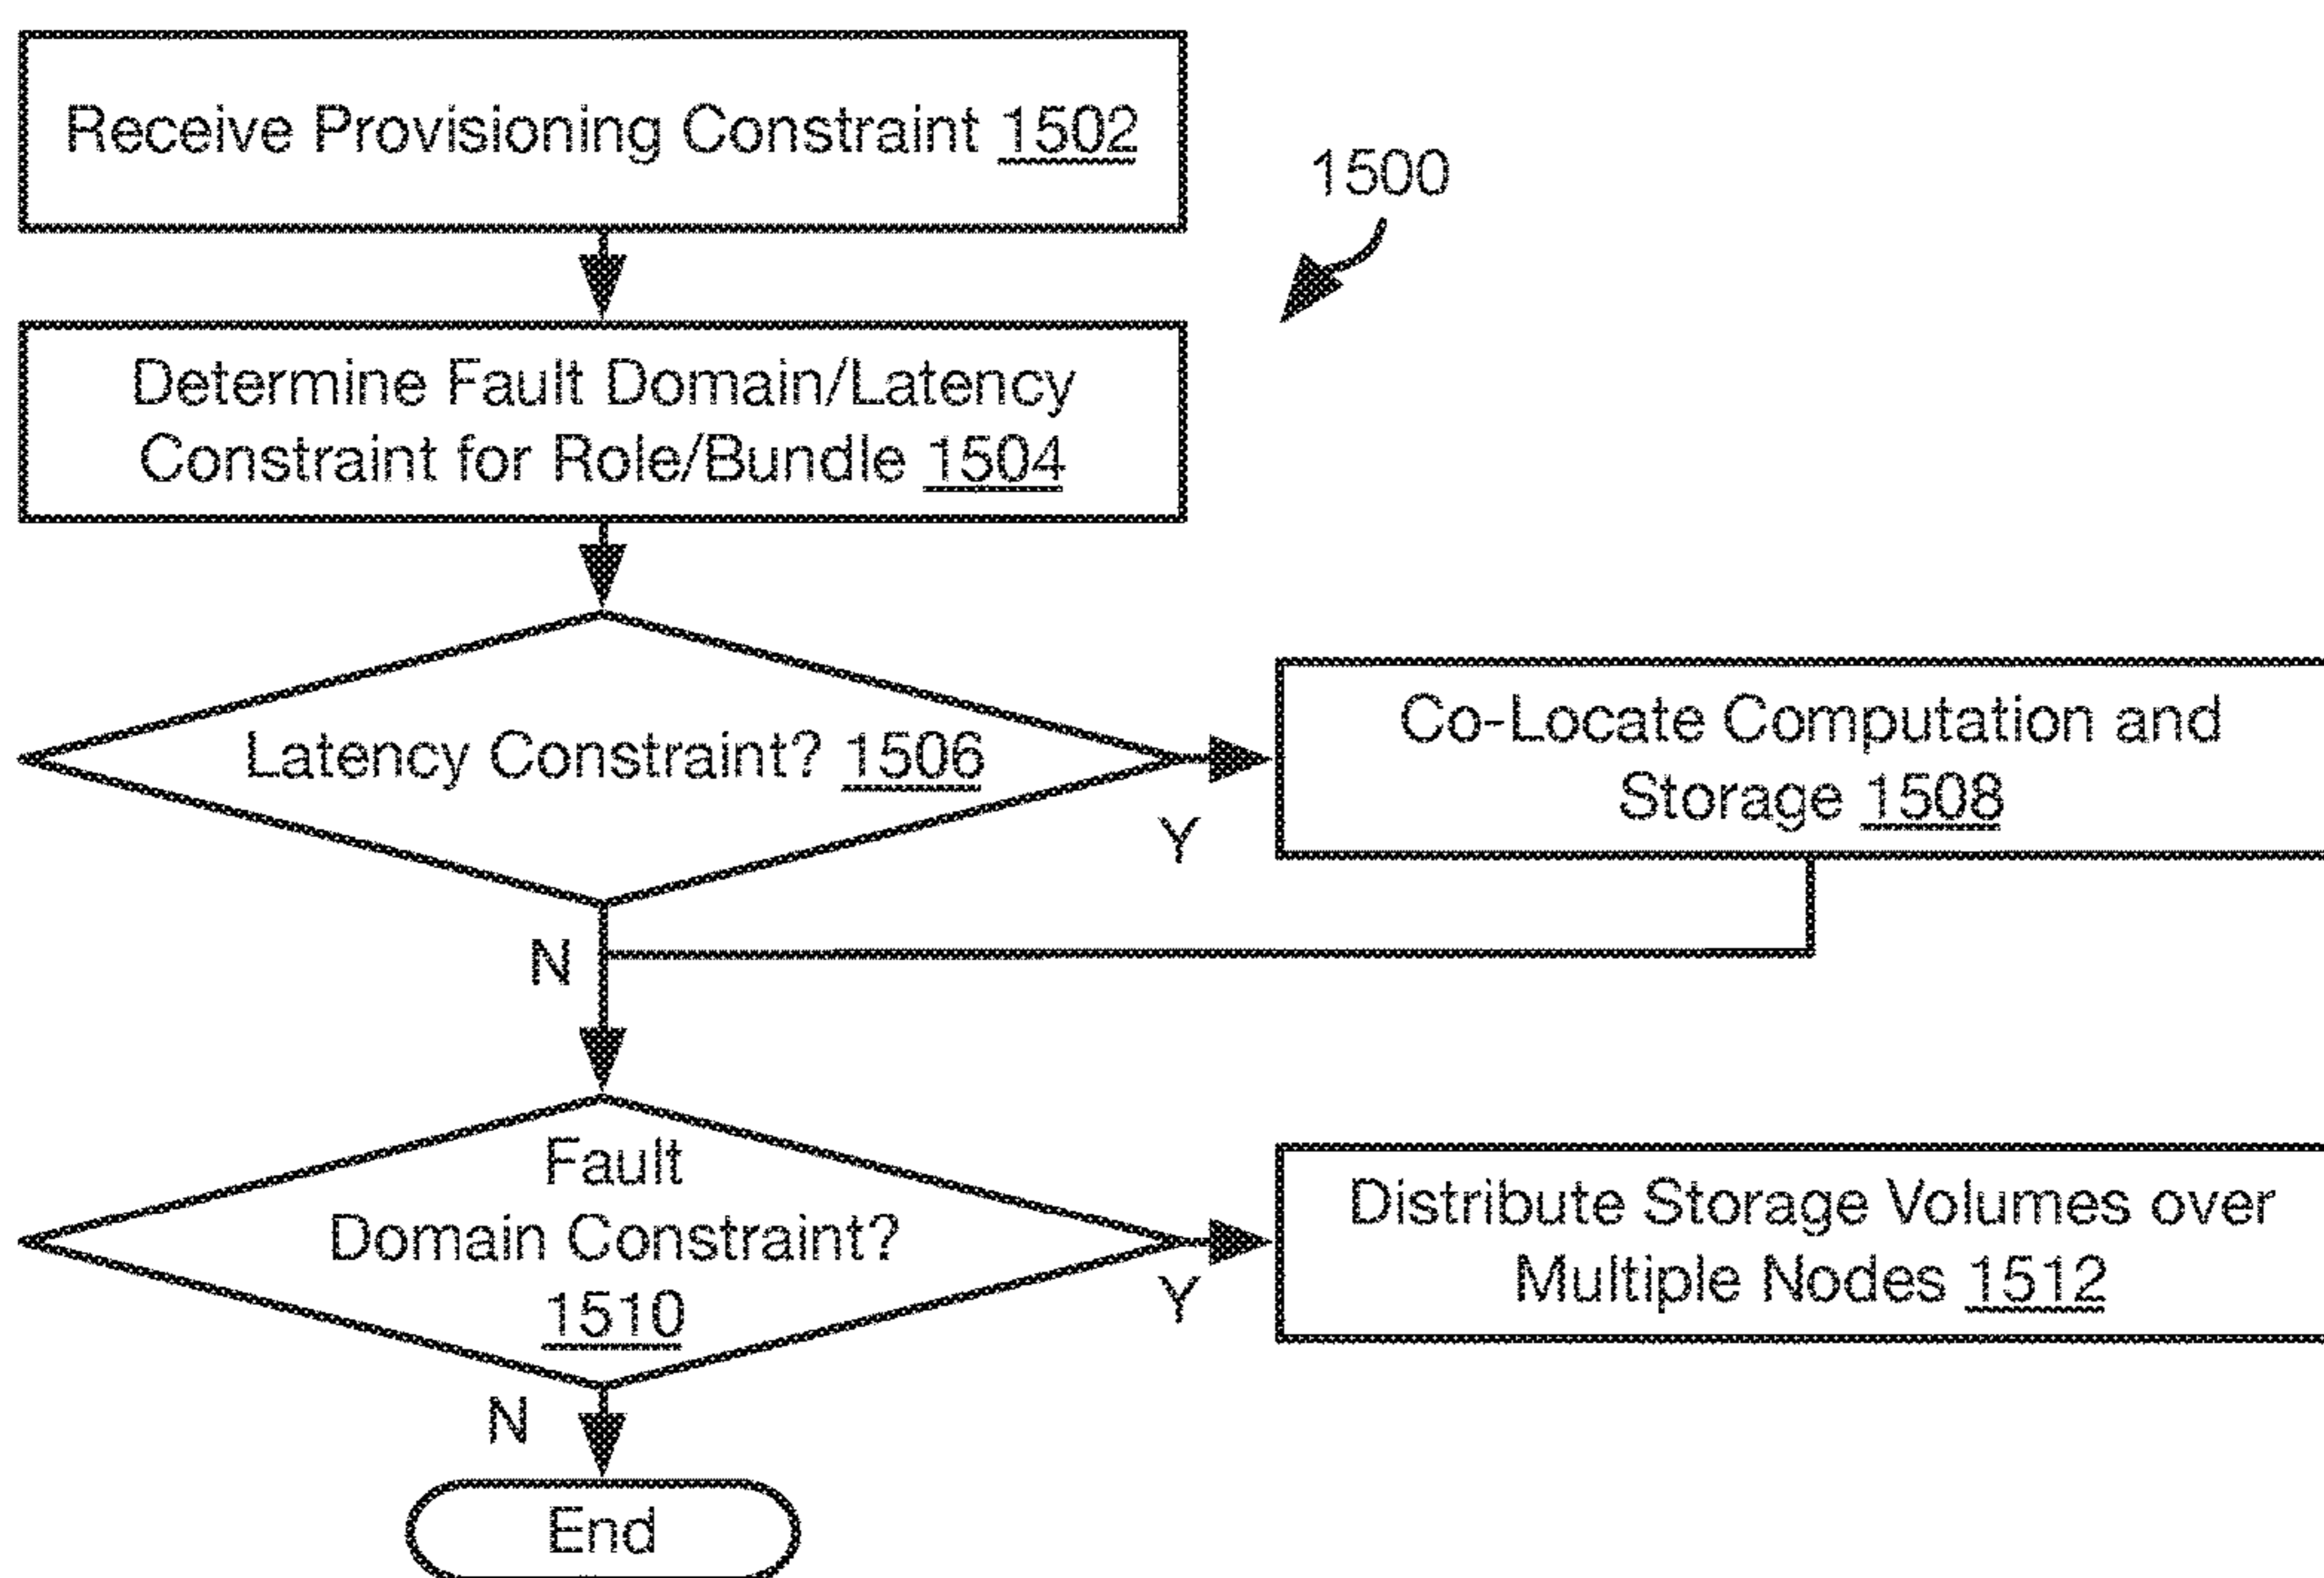 Receive Provisioning Constraint 1502
1500
Determine Fault Domain/Latency
Constraint for Role/Bundle 1504
Latency Constraint? 1506
Y
Co-Locate Computation and
Storage 1508
N
Fault
Domain Constraint?
1510
Y
Distribute Storage Volumes over
Multiple Nodes 1512
N
End